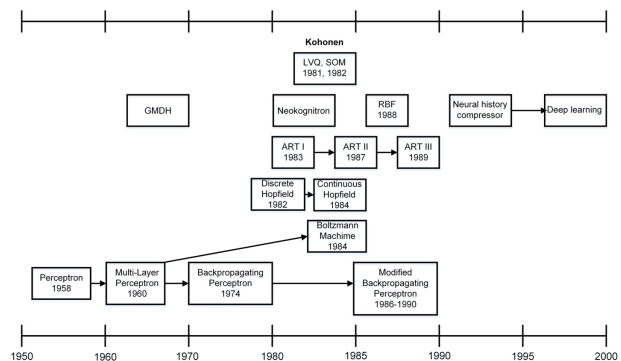 Kohonen
LVQ, SOM
1981, 1982
GMDH
Neokognitron
RBF
1988
Neural history
compressor
Deep learning
ART I
1983
ART II
1987
ART III
1989
Discrete
Hopfield
1982
Continuous
Hopfield
1984
Boltzmann
Machime
1984
Perceptron
1958
Multi-Layer
Perceptron
1960
Backpropagating
Perceptron
1974
Modified
Backpropagating
Perceptron
1986-1990
1950 1960 1970 1980 1985 1990 1995 2000